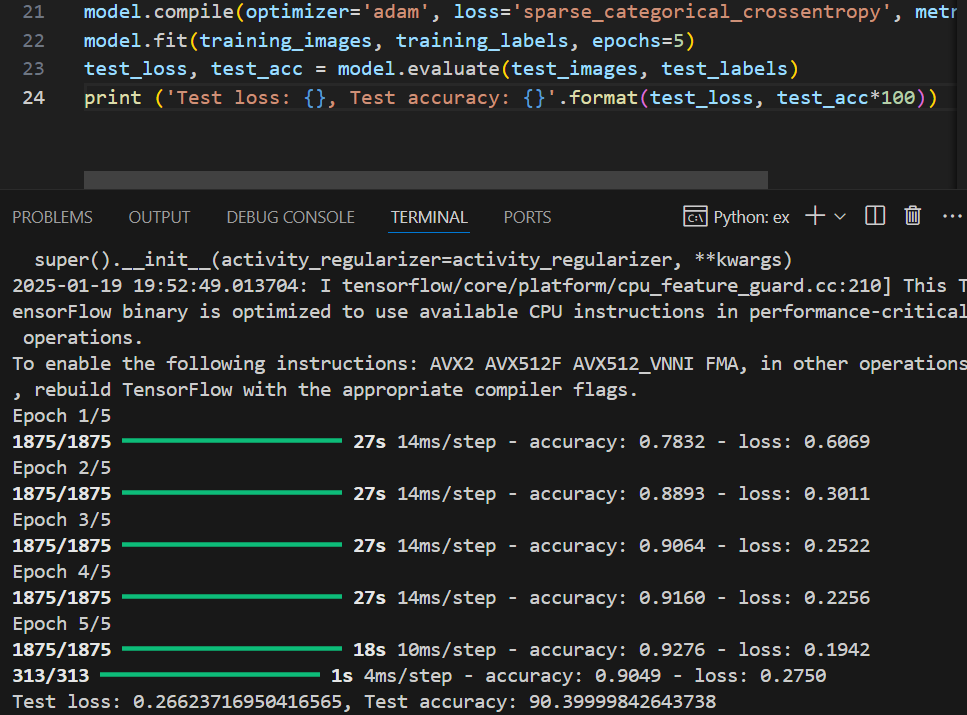 21 model.compile(optimizer='adam', loss='sparse_categorical_crossentropy', metr
22 model.fit(training_images, training_labels, epochs=5)
23 test_loss, test_acc = model.evaluate(test_images, test_labels)
24 print ('Test loss: {}, Test accuracy: {}'.format(test_loss, test_acc*100))
PROBLEMS OUTPUT DEBUG CONSOLE TERMINAL PORTS Python: ex
super().__init__(activity_regularizer=activity_regularizer, **kwargs)
2025-01-19 19:52:49.013704: I tensorflow/core/platform/cpu_feature_guard.cc:210] This T
ensorFlow binary is optimized to use available CPU instructions in performance-critical
operations.
To enable the following instructions: AVX2 AVX512F AVX512_VNNI FMA, in other operations
, rebuild TensorFlow with the appropriate compiler flags.
Epoch 1/5
1875/1875 27s 14ms/step - accuracy: 0.7832 - loss: 0.6069
Epoch 2/5
1875/1875 27s 14ms/step - accuracy: 0.8893 - loss: 0.3011
Epoch 3/5
1875/1875 27s 14ms/step - accuracy: 0.9064 - loss: 0.2522
Epoch 4/5
1875/1875 27s 14ms/step - accuracy: 0.9160 - loss: 0.2256
Epoch 5/5
1875/1875 18s 10ms/step - accuracy: 0.9276 - loss: 0.1942
313/313 1s 4ms/step - accuracy: 0.9049 - loss: 0.2750
Test loss: 0.26623716950416565, Test accuracy: 90.39999842643738